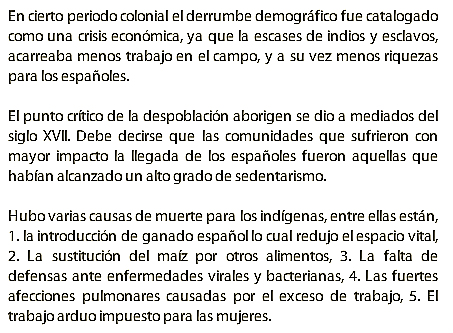 En cierto periodo colonial el derrumbe demográfico fue catalogado
como una crisis económica, ya que la escases de indios y esclavos,
acarreaba menos trabajo en el campo, y a su vez menos riquezas
para los españoles.

El punto crítico de la despoblación aborigen se dio a mediados del
siglo XVII. Debe decirse que las comunidades que sufrieron con
mayor impacto la llegada de los españoles fueron aquellas que
habían alcanzado un alto grado de sedentarismo.

Hubo varias causas de muerte para los indígenas, entre ellas están,
1. la introducción de ganado español lo cual redujo el espacio vital,
2. La sustitución del maíz por otros alimentos, 3. La falta de
defensas ante enfermedades virales y bacterianas, 4. Las fuertes
afecciones pulmonares causadas por el exceso de trabajo, 5. El
trabajo arduo impuesto para las mujeres.